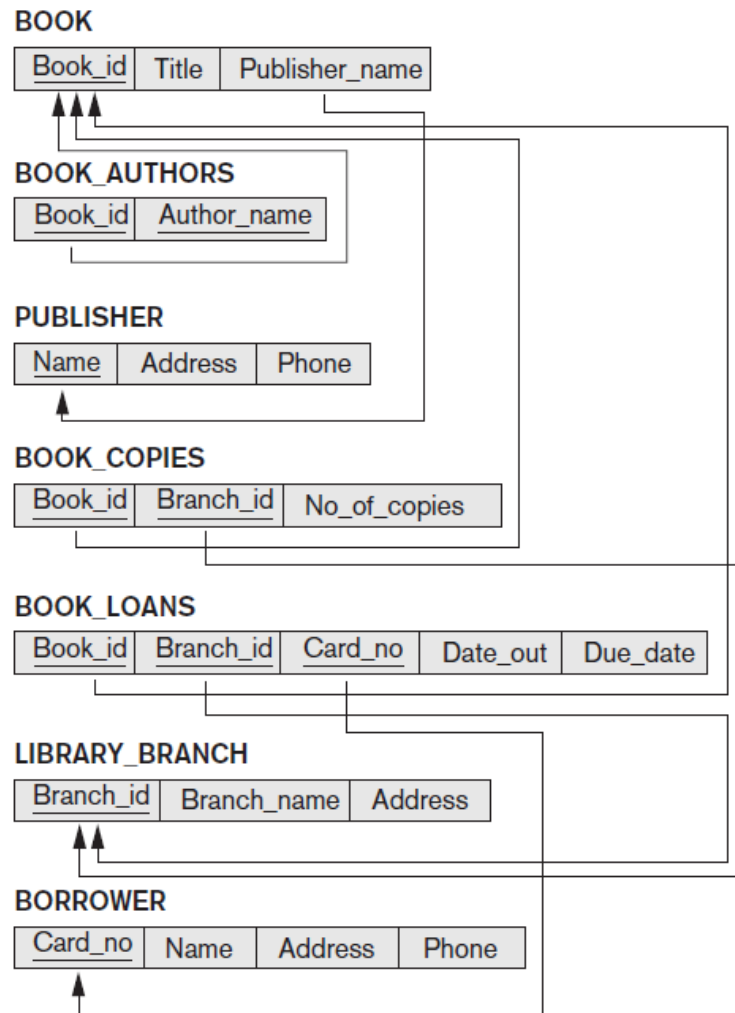 BOOK
Book_id Title Publisher_name
BOOK_AUTHORS
Book_id Author_name
PUBLISHER
Name Address Phone
BOOK_COPIES
Book_id Branch_id No_of_copies
BOOK_LOANS
Book_id Branch_id Card_no Date_out Due_date
LIBRARY_BRANCH
Branch_id Branch_name Address
BORROWER
Card_no Name Address Phone